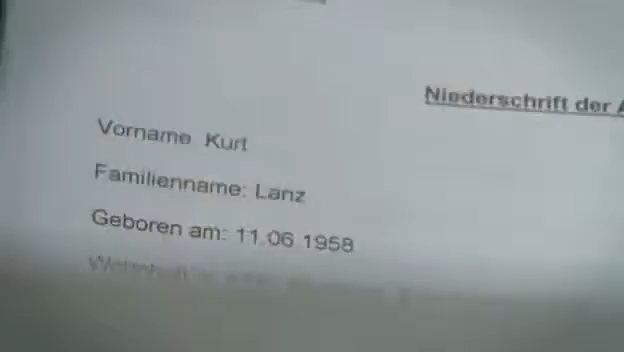 Niederschrift der
Vorname Kurt
Familienname: Lanz
Geboren am: 11.06 1958